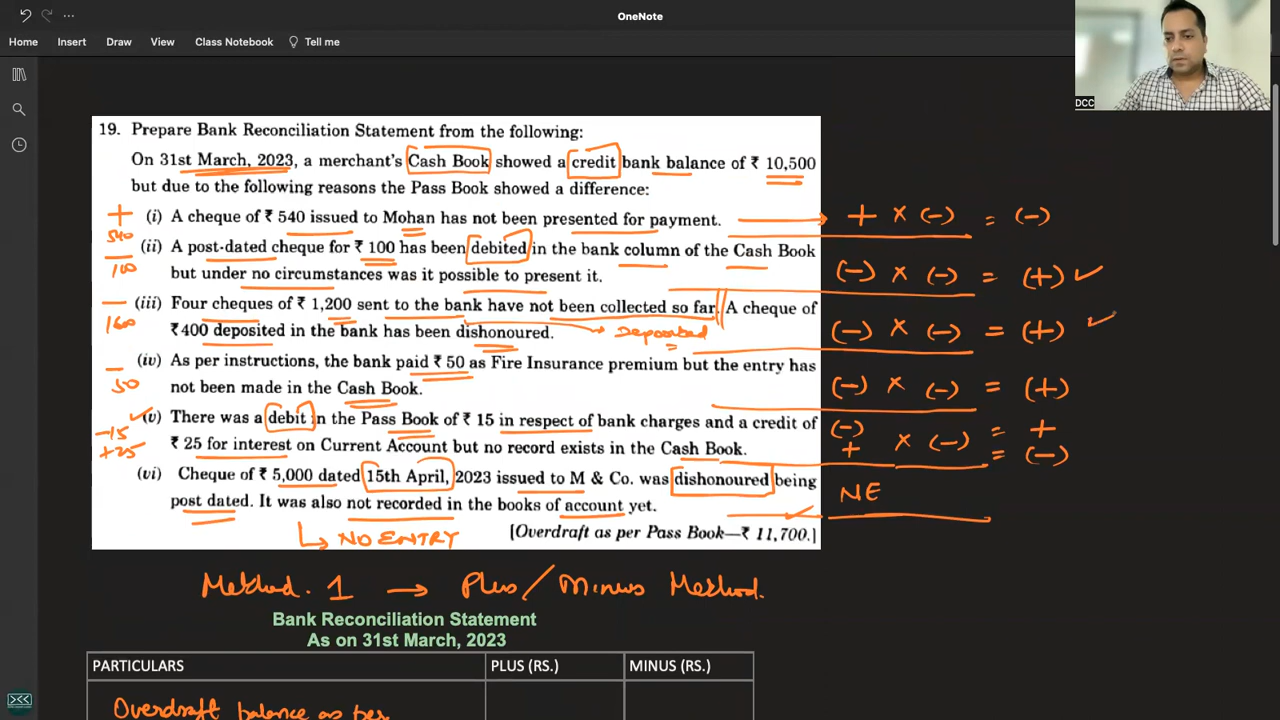 OneNote
Home Insert Draw View Class Notebook Tell me
DCC
19. Prepare Bank Reconciliation Statement from the following:
On 31st March, 2023, a merchant's Cash Book showed a credit bank balance of ₹ 10,500
but due to the following reasons the Pass Book showed a difference:
+ (i) A cheque of ₹ 540 issued to Mohan has not been presented for payment. + × (-) = (-)
540
(ii) A post-dated cheque for ₹ 100 has been debited in the bank column of the Cash Book
- 100
but under no circumstances was it possible to present it. (-) × (-) = (+) ✓
- (iii) Four cheques of ₹ 1,200 sent to the bank have not been collected so far. A cheque of
1600
₹400 deposited in the bank has been dishonoured. → Deposited (-) × (-) = (+) ✓
(iv) As per instructions, the bank paid ₹ 50 as Fire Insurance premium but the entry has
- 50
not been made in the Cash Book. (-) × (-) = (+)
✓ (v) There was a debit in the Pass Book of ₹ 15 in respect of bank charges and a credit of (-) = +
-15
+25
₹ 25 for interest on Current Account but no record exists in the Cash Book. + × (-) = (-)
(vi) Cheque of ₹ 5,000 dated 15th April, 2023 issued to M & Co. was dishonoured being
post dated. It was also not recorded in the books of account yet. ✓ NE
↳ NO ENTRY
[Overdraft as per Pass Book—₹ 11,700.]
Method. 1 → Plus/Minus Method.
Bank Reconciliation Statement
As on 31st March, 2023
PARTICULARS PLUS (RS.) MINUS (RS.)
Overdraft balance as per
DCC